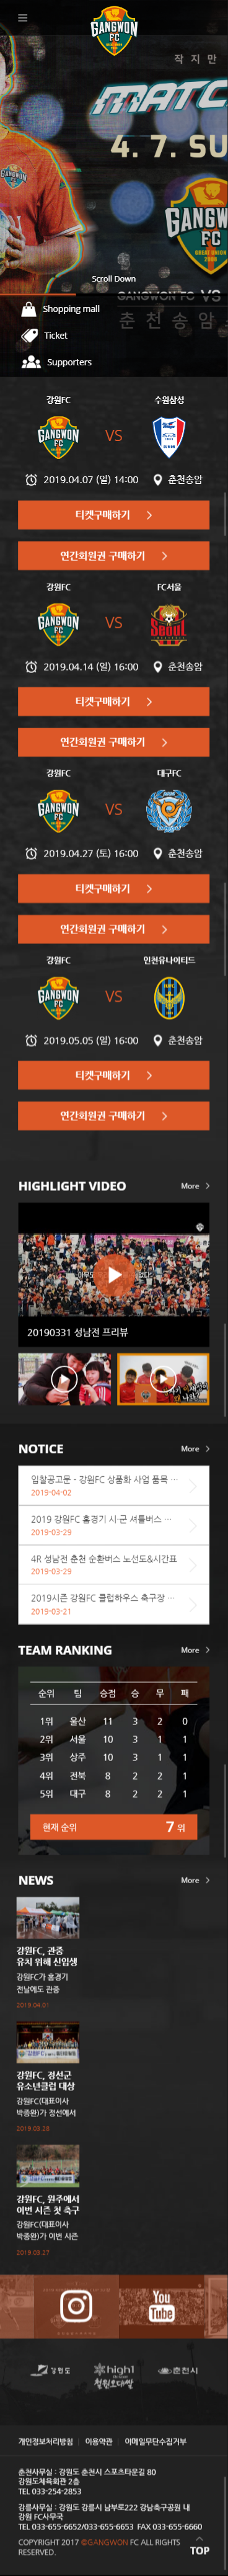 GANGWON
FC
작지만
MATC
4. 7. SU
GANGWON
FC
GREAT UNION
Scroll Down
GANGWON FC VS
춘천송암
Shopping mall
Ticket
Supporters
강원FC
수원삼성
VS
2019.04.07 (일) 14:00
춘천송암
티켓구매하기
연간회원권 구매하기
강원FC
FC서울
VS
2019.04.14 (일) 16:00
춘천송암
티켓구매하기
연간회원권 구매하기
강원FC
대구FC
VS
2019.04.27 (토) 16:00
춘천송암
티켓구매하기
연간회원권 구매하기
강원FC
인천유나이티드
VS
2019.05.05 (일) 16:00
춘천송암
티켓구매하기
연간회원권 구매하기
HIGHLIGHT VIDEO
More
20190331 성남전 프리뷰
NOTICE
More
입찰공고문 - 강원FC 상품화 사업 품목 ...
2019-04-02
2019 강원FC 홈경기 시·군 셔틀버스 ...
2019-03-29
4R 성남전 춘천 순환버스 노선도&시간표
2019-03-29
2019시즌 강원FC 클럽하우스 축구장 ...
2019-03-21
TEAM RANKING
More
순위 팀 승점 승 무 패
1위 울산 11 3 2 0
2위 서울 10 3 1 1
3위 상주 10 3 1 1
4위 전북 8 2 2 1
5위 대구 8 2 2 1
현재 순위 7 위
NEWS
More
강원FC, 관중
유치 위해 신입생
강원FC가 홈경기
전날에도 관중
2019.04.01
강원FC, 정선군
유소년클럽 대상
강원FC(대표이사
박종완)가 정선에서
2019.03.28
강원FC, 원주에서
이번 시즌 첫 축구
강원FC(대표이사
박종완)가 이번 시즌
2019.03.27
You
Tube
강원도
high1
철원오대쌀
춘천시
개인정보처리방침 | 이용약관 | 이메일무단수집거부
춘천사무실 : 강원도 춘천시 스포츠타운길 80
강원도체육회관 2층
TEL 033-254-2853
강릉사무실 : 강원도 강릉시 남부로222 강남축구공원 내
강원 FC사무국
TEL 033-655-6652/033-655-6653 FAX 033-655-6660
COPYRIGHT 2017 @GANGWON FC ALL RIGHTS
RESERVED.
TOP